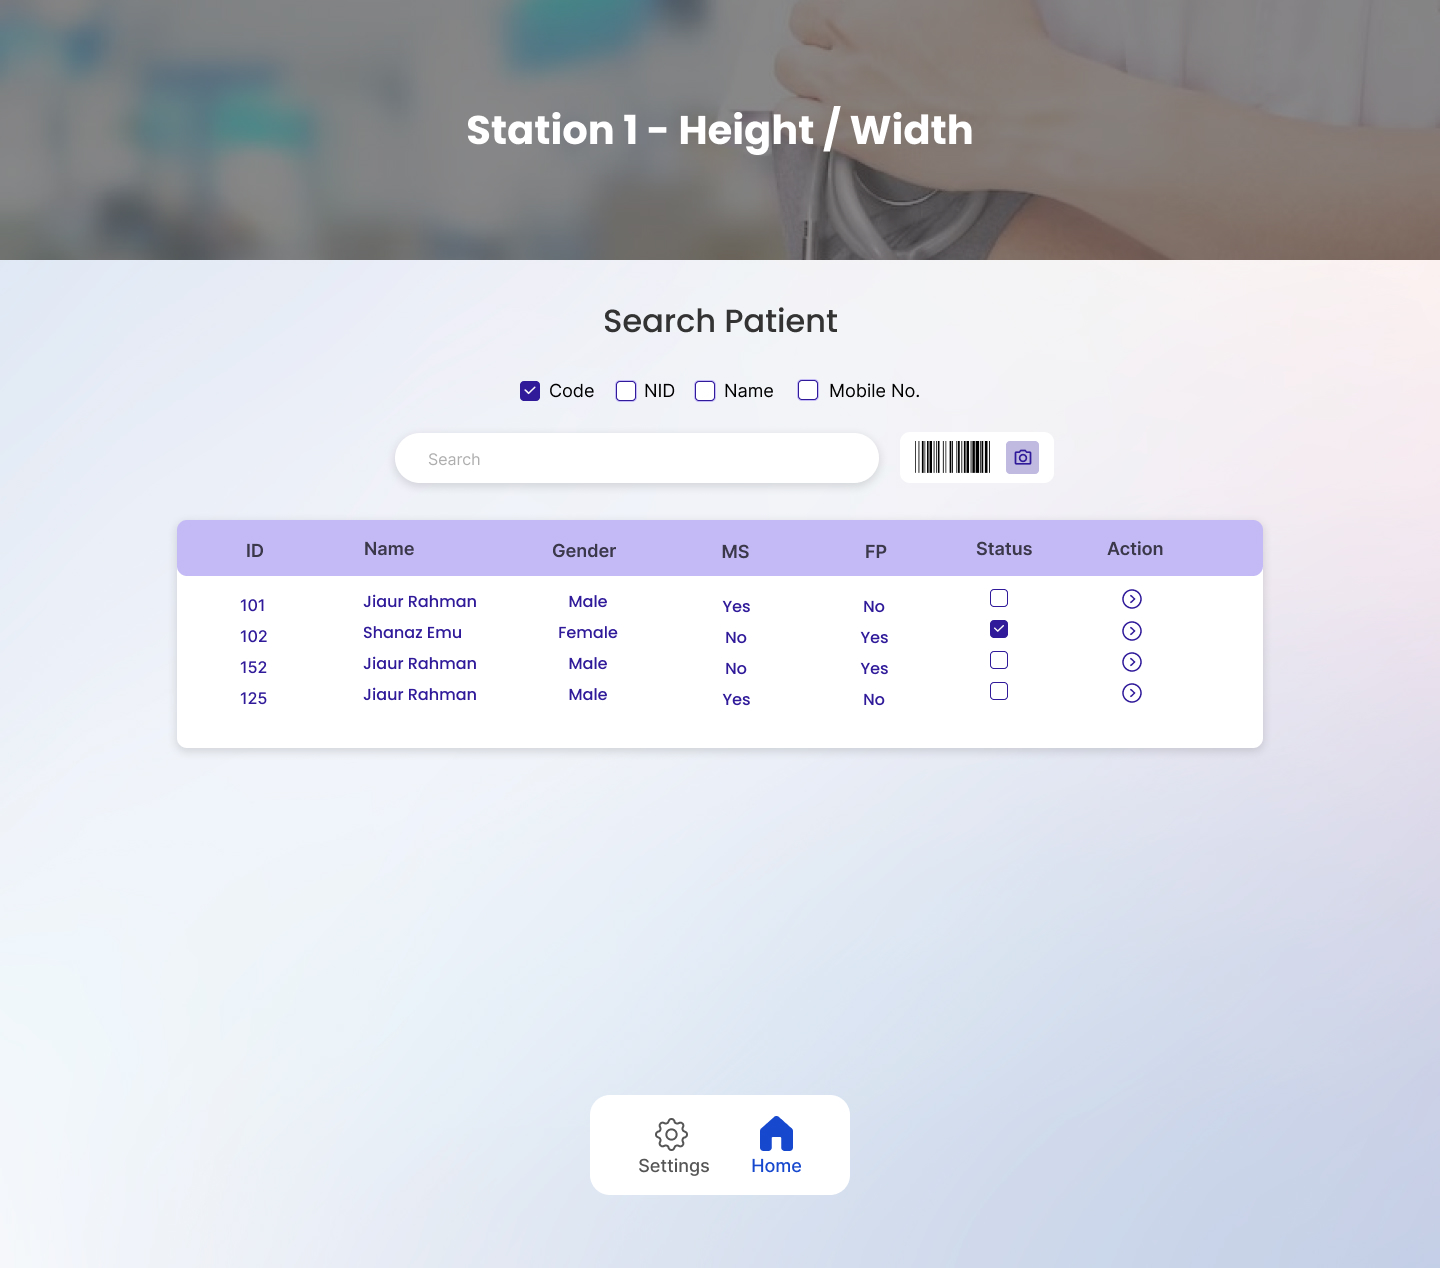 Station 1 - Height / Width
Search Patient
Code NID Name Mobile No.
Search
ID Name Gender MS FP Status Action
101 Jiaur Rahman Male Yes No
102 Shanaz Emu Female No Yes
152 Jiaur Rahman Male No Yes
125 Jiaur Rahman Male Yes No
Settings Home